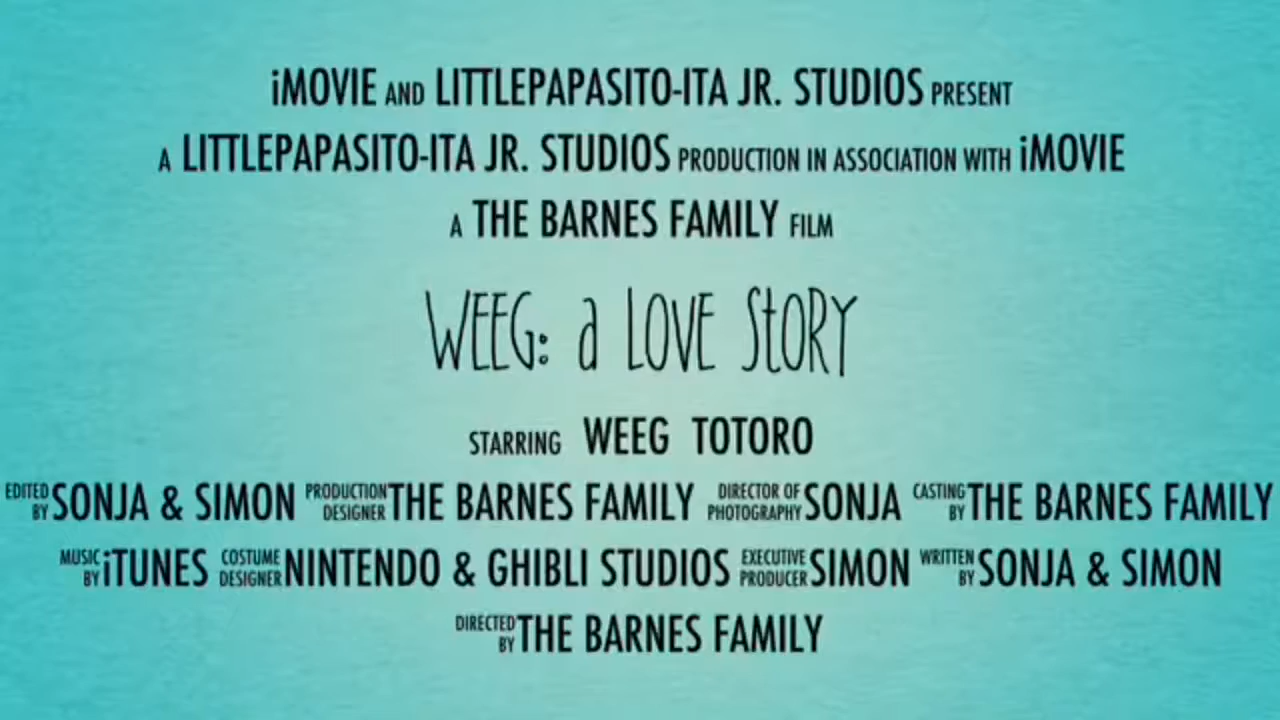 iMOVIE AND LITTLEPAPASITO-ITA JR. STUDIOS PRESENT
A LITTLEPAPASITO-ITA JR. STUDIOS PRODUCTION IN ASSOCIATION WITH iMOVIE
A THE BARNES FAMILY FILM
WEEG: a LOVE StORY
STARRING WEEG TOTORO
EDITED BY SONJA & SIMON PRODUCTION DESIGNER THE BARNES FAMILY DIRECTOR OF PHOTOGRAPHY SONJA CASTING BY THE BARNES FAMILY
MUSIC BY iTUNES COSTUME DESIGNER NINTENDO & GHIBLI STUDIOS EXECUTIVE PRODUCER SIMON WRITTEN BY SONJA & SIMON
DIRECTED BY THE BARNES FAMILY